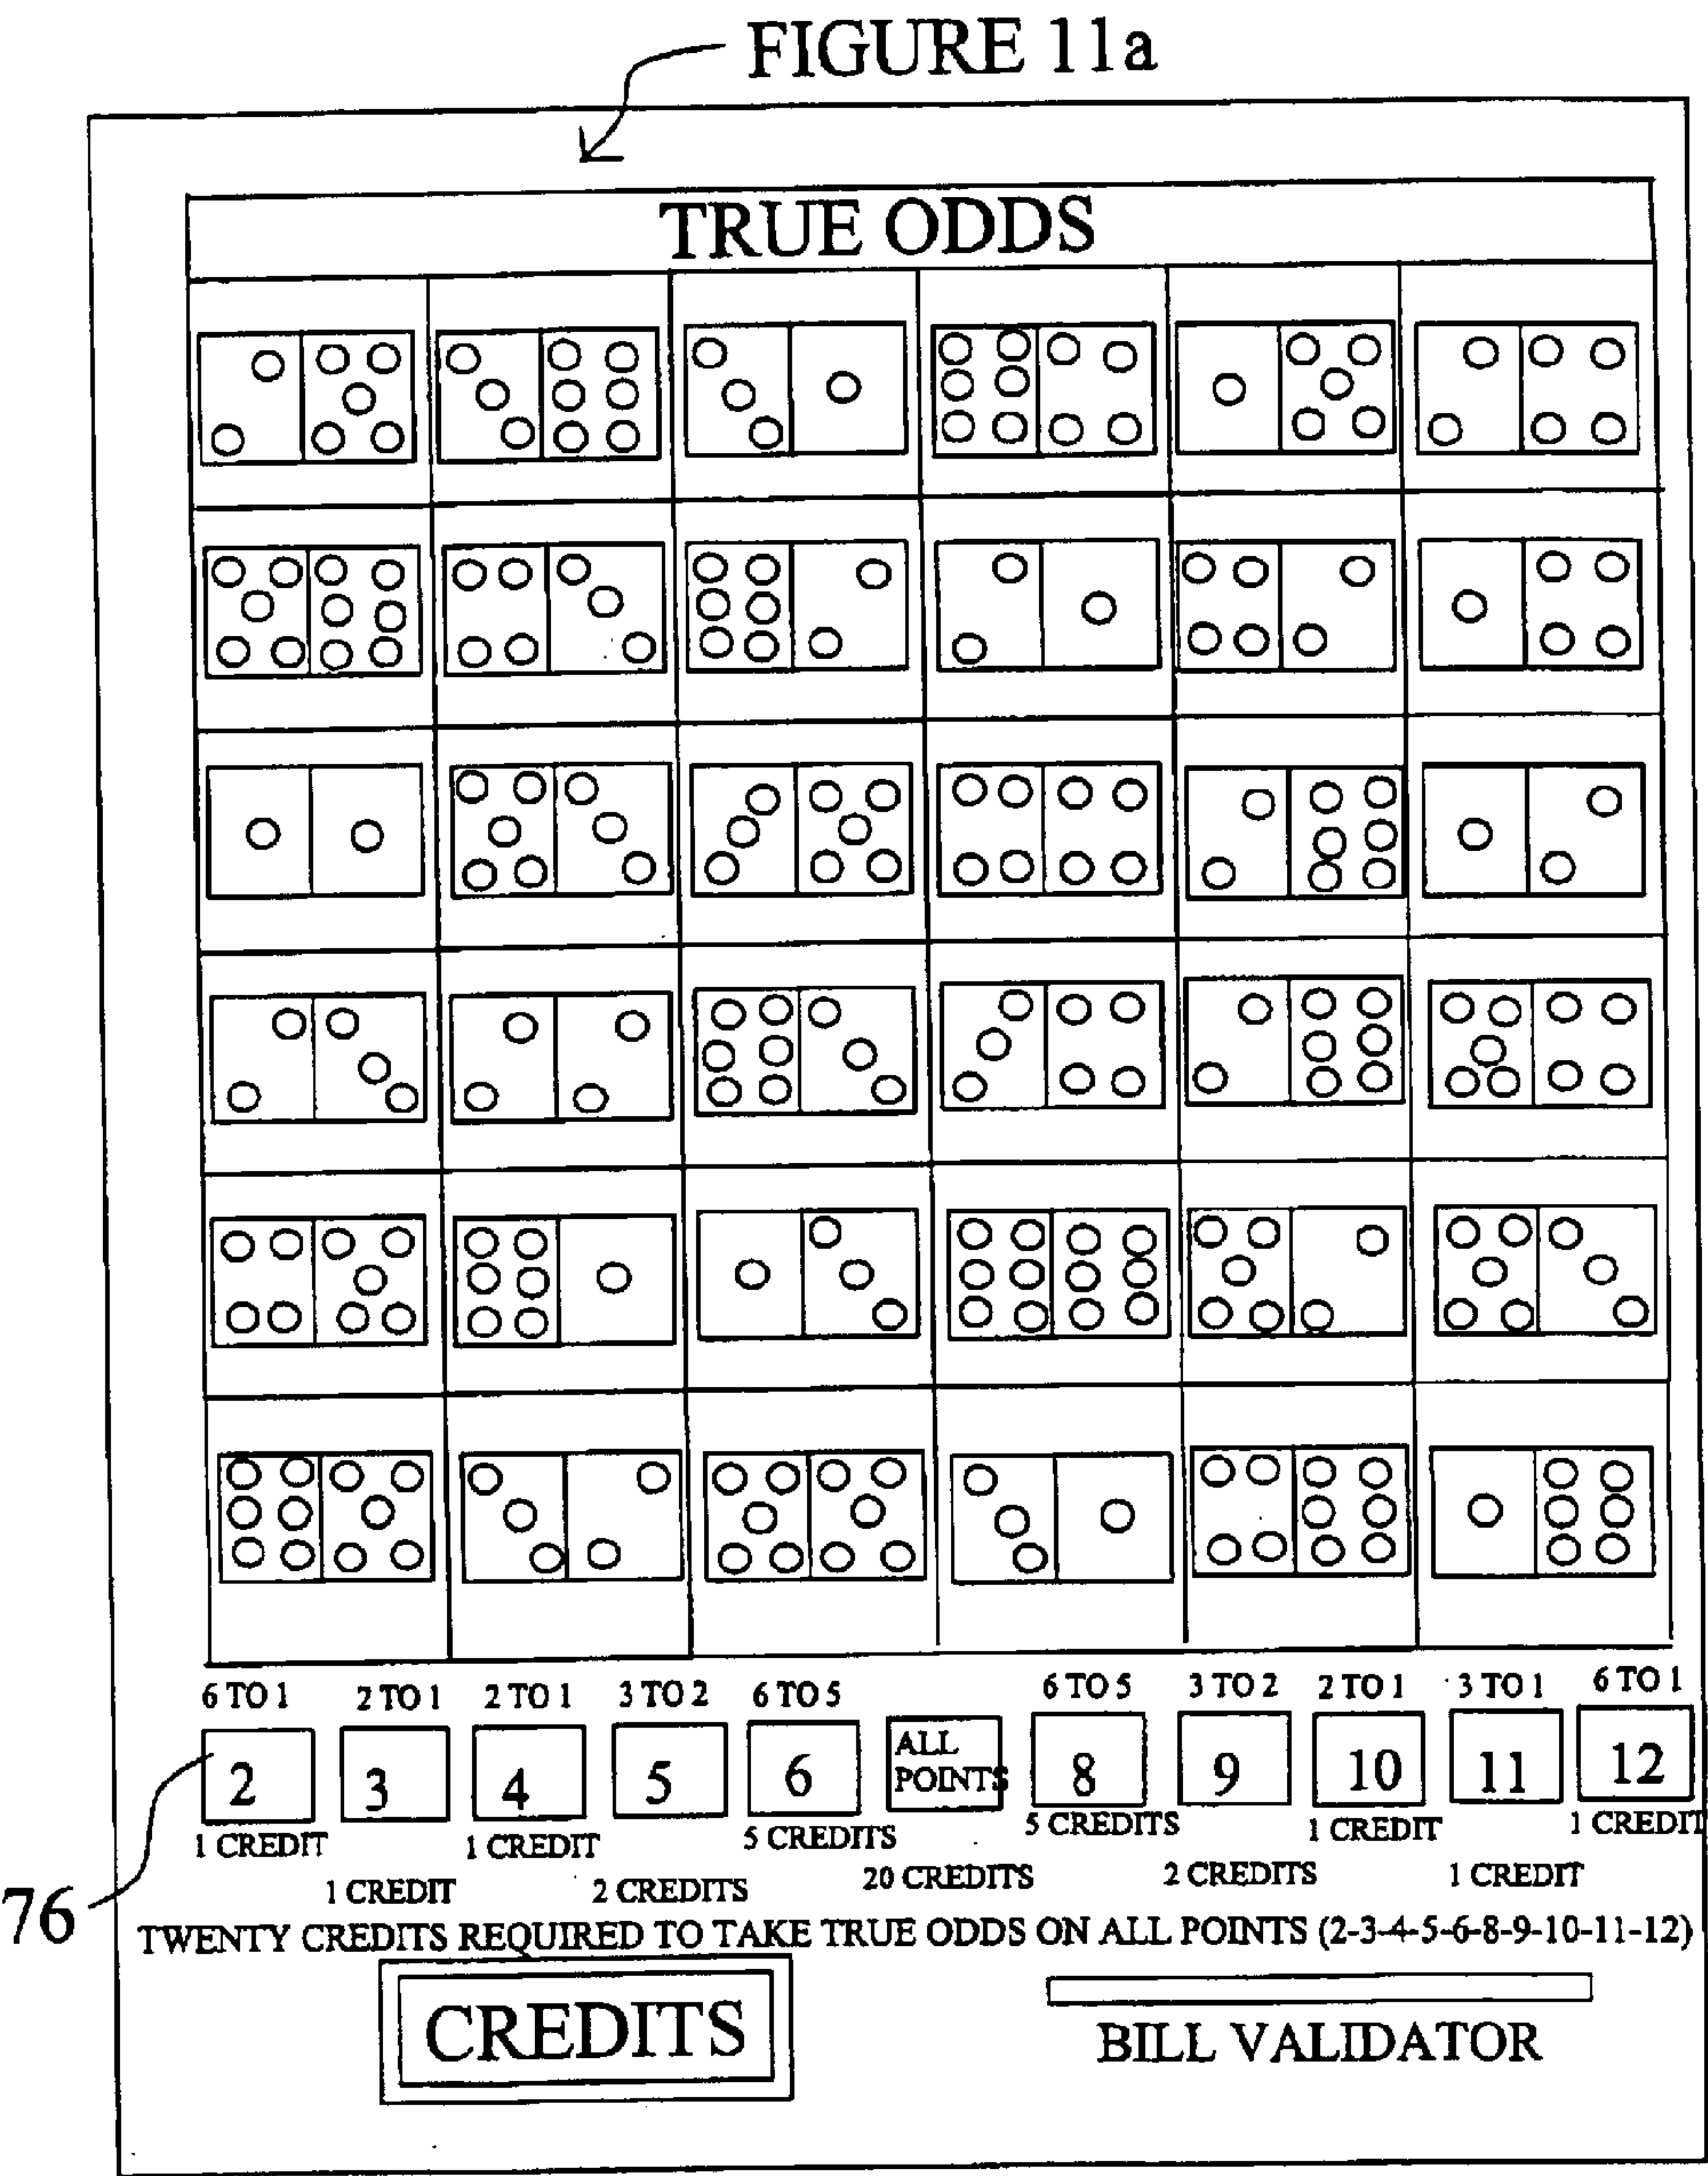 FIGURE 11a
TRUE ODDS
6 TO 1 2 TO 1 2 TO 1 3 TO 2 6 TO 5 6 TO 5 3 TO 2 2 TO 1 3 TO 1 6 TO 1
2 3 4 5 6 ALL POINTS 8 9 10 11 12
1 CREDIT 1 CREDIT 5 CREDITS 5 CREDITS 1 CREDIT 1 CREDIT
1 CREDIT 2 CREDITS 20 CREDITS 2 CREDITS 1 CREDIT
76
TWENTY CREDITS REQUIRED TO TAKE TRUE ODDS ON ALL POINTS (2-3-4-5-6-8-9-10-11-12)
CREDITS
BILL VALIDATOR